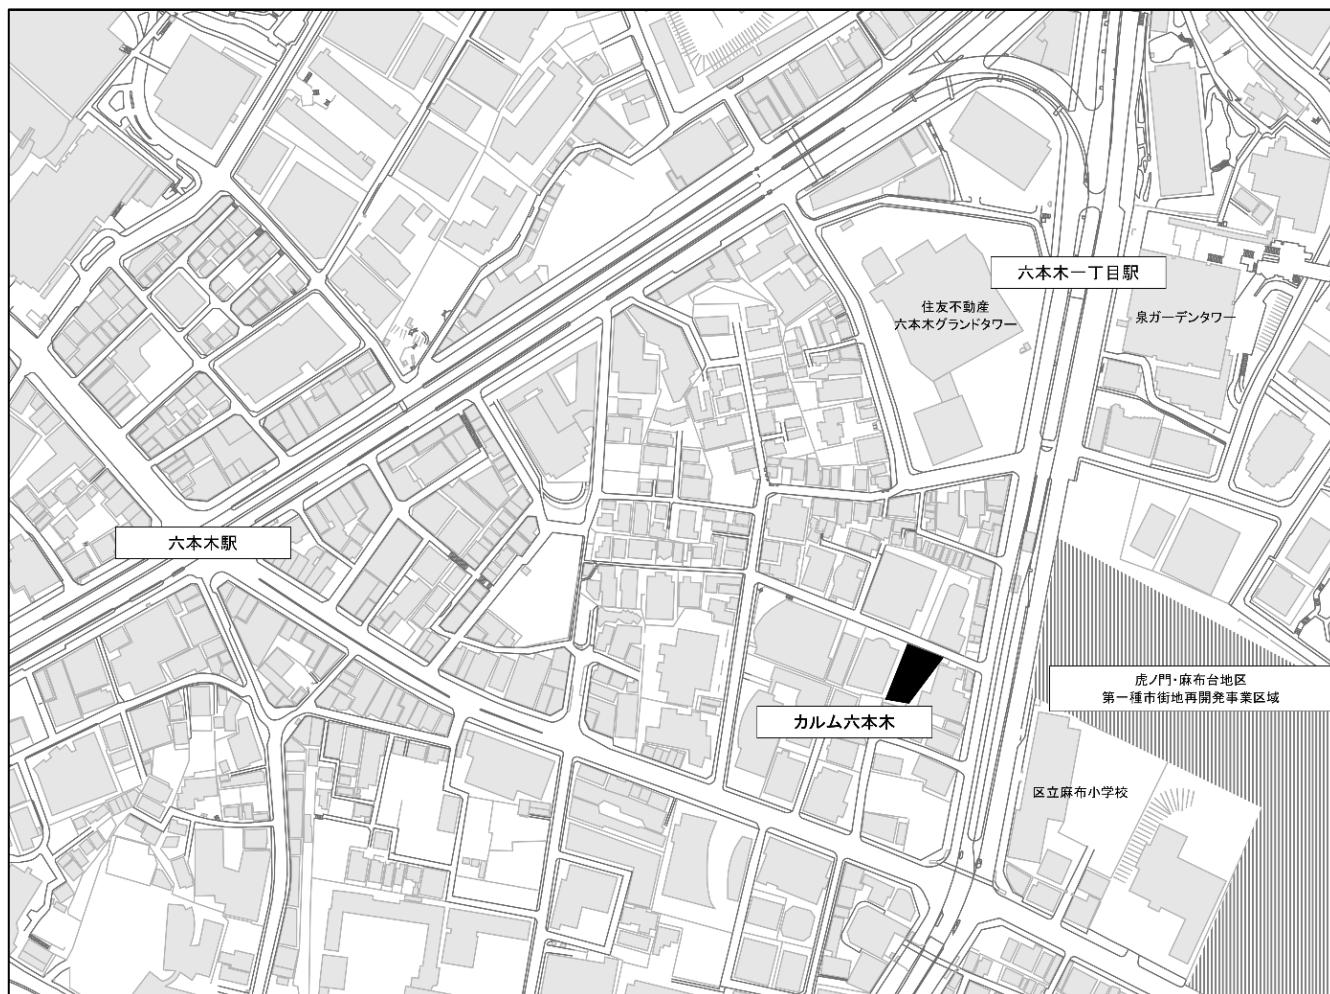 六本木一丁目駅
住友不動産
六本木グランドタワー
泉ガーデンタワー
六本木駅
虎ノ門・麻布台地区
第一種市街地再開発事業区域
カルム六本木
区立麻布小学校